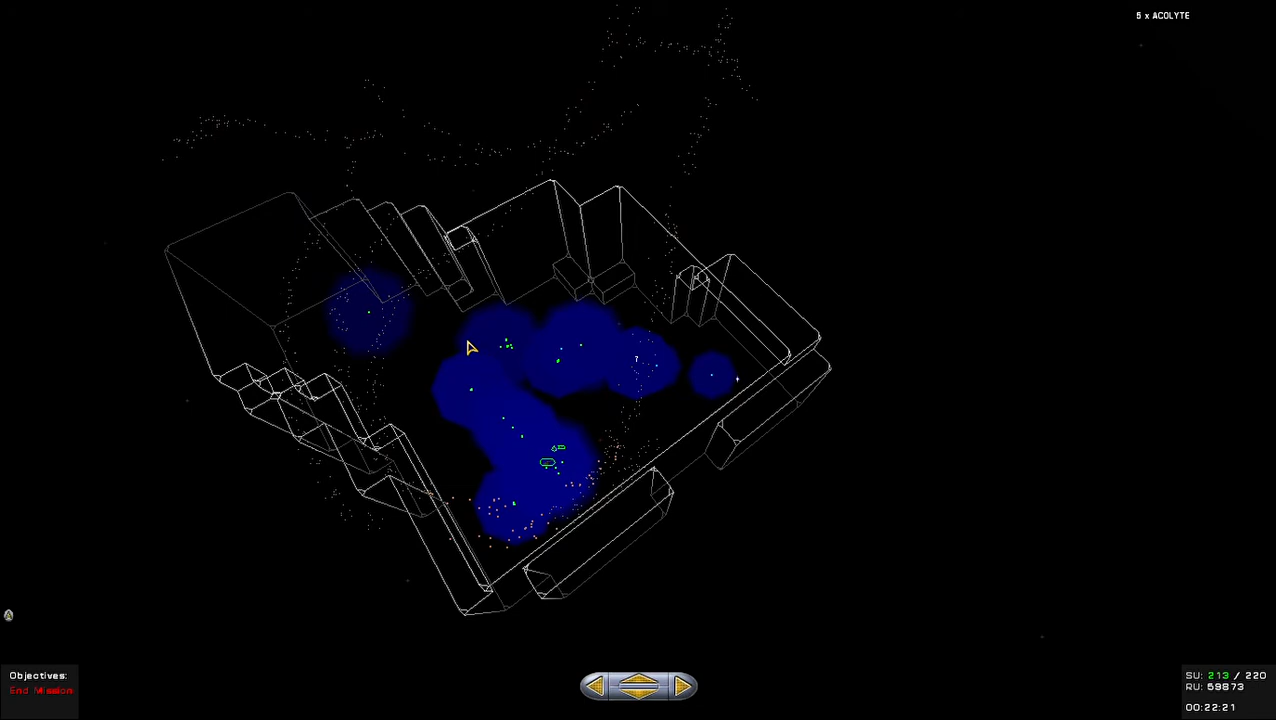 5 x ACOLYTE
?
Objectives:
End Mission
SU: 213 / 220
RU: 59873
00:22:21